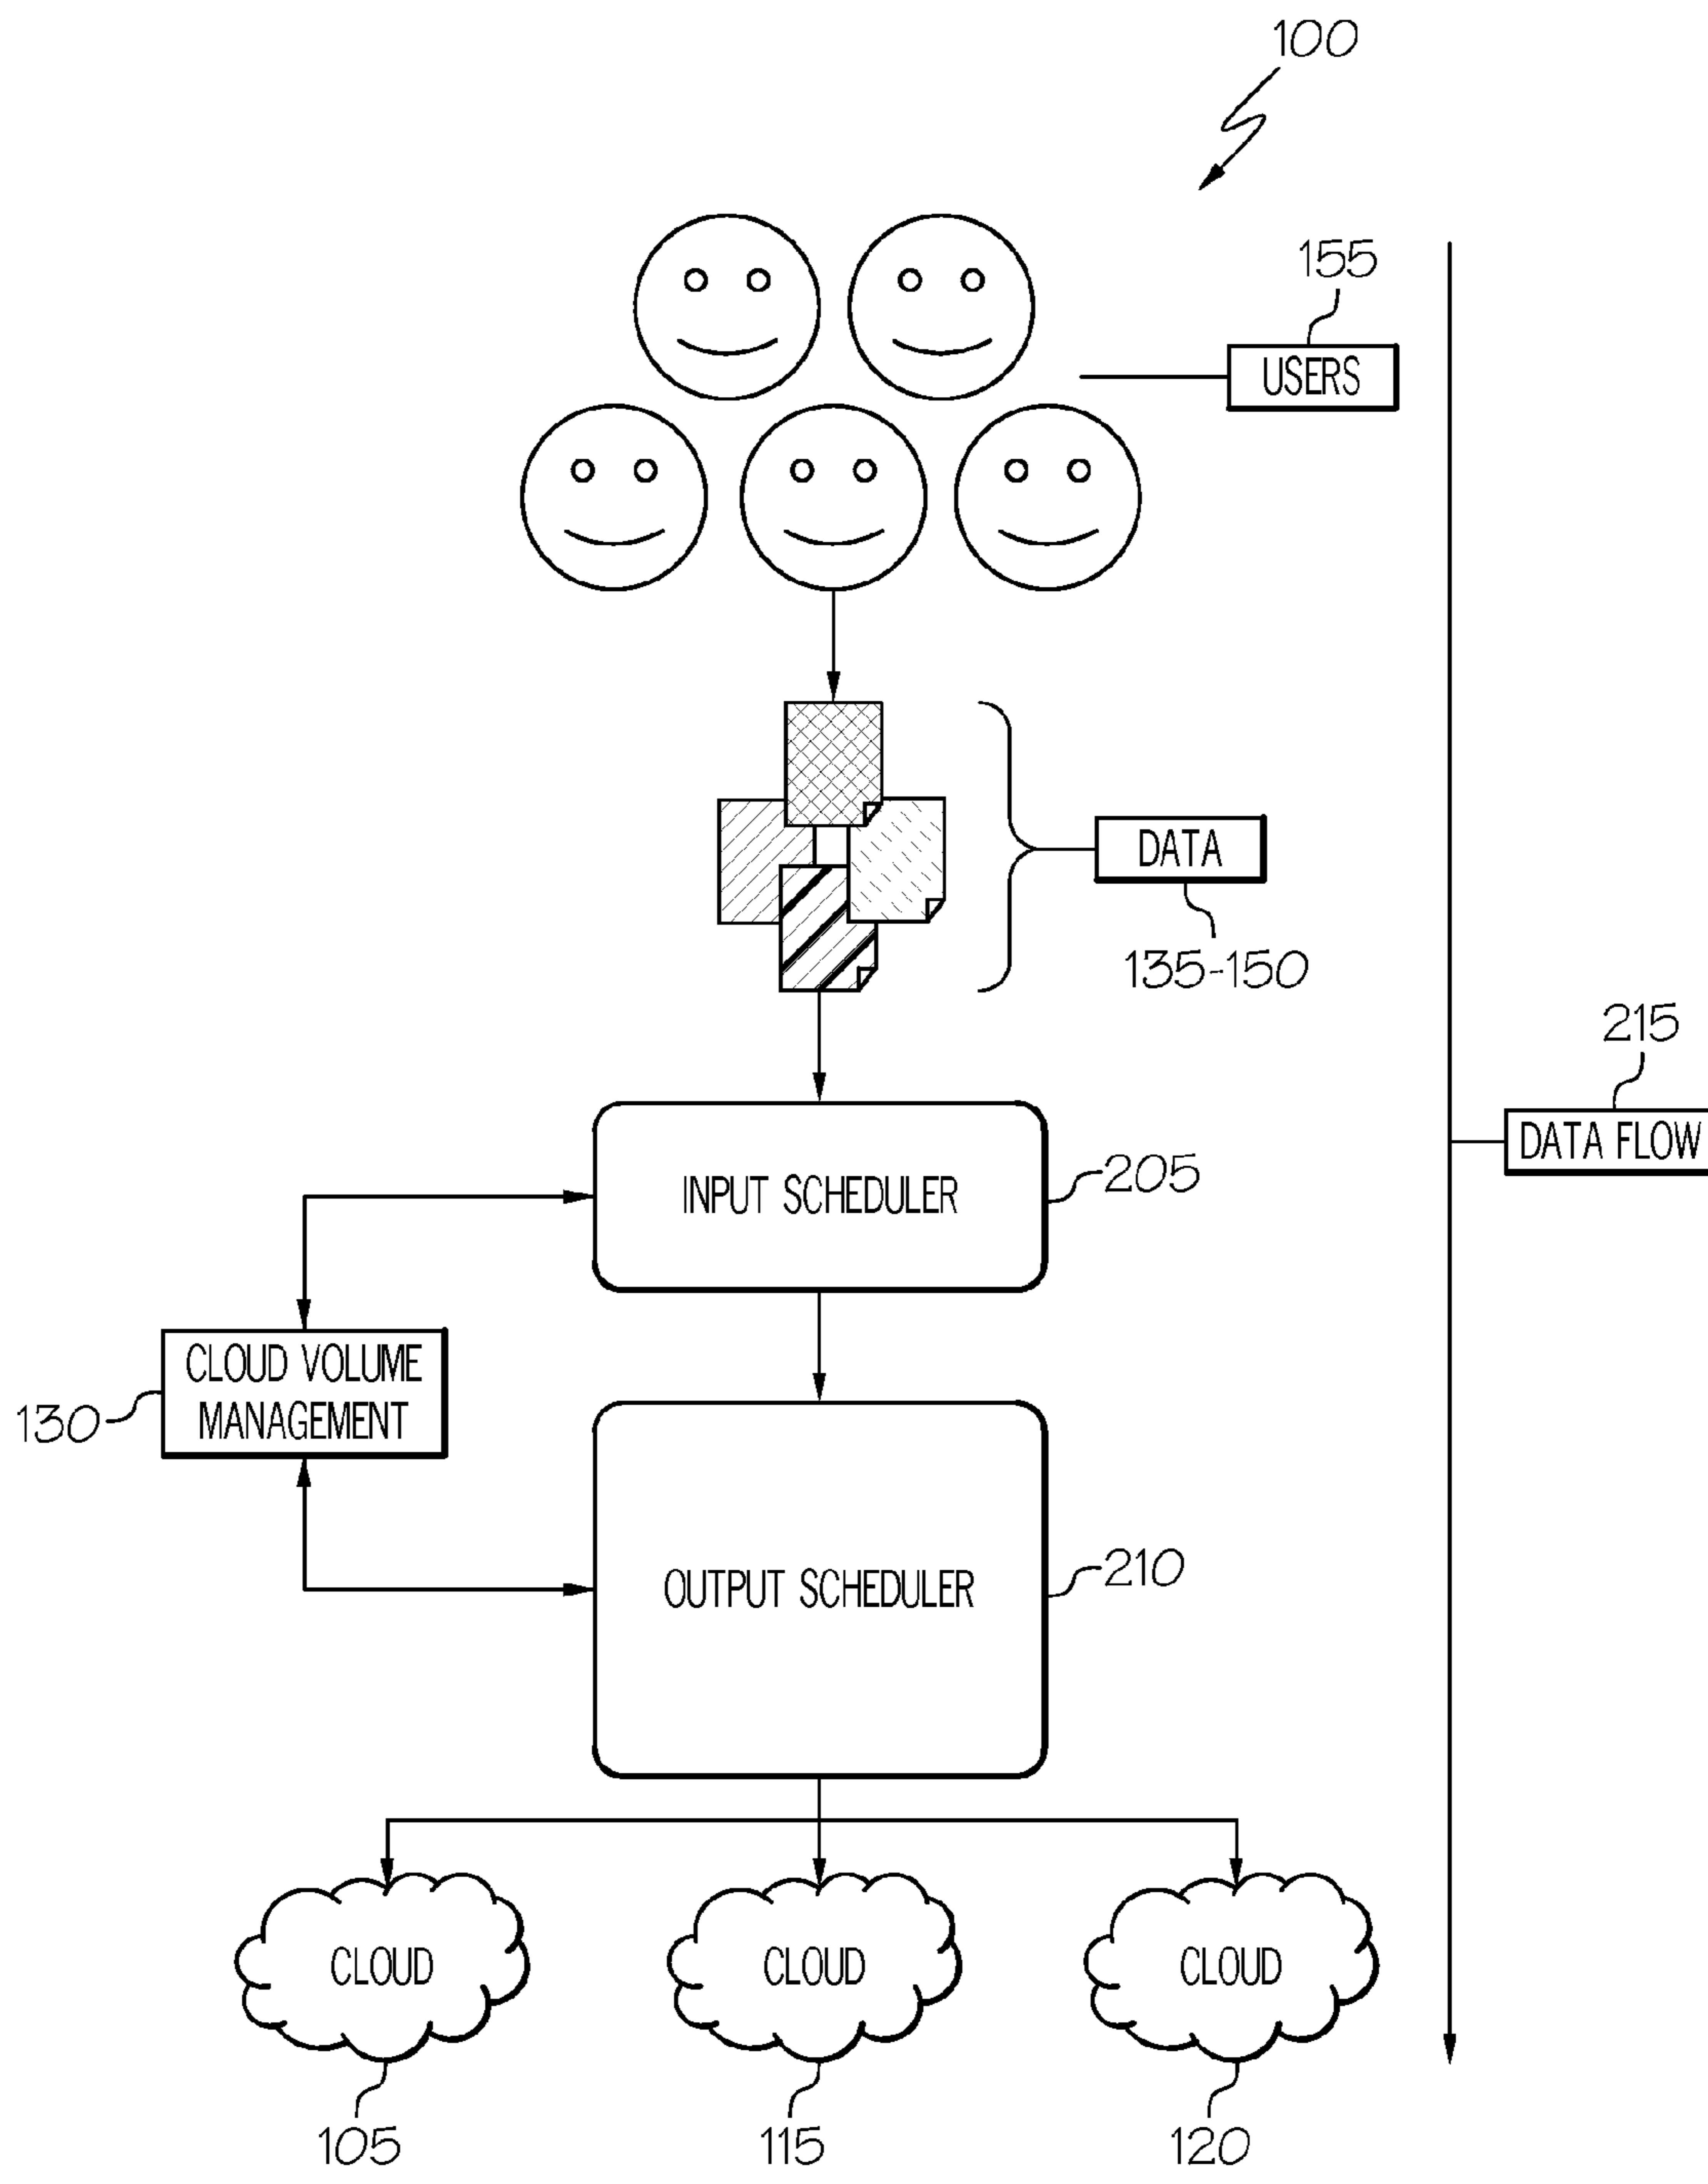 100
155
USERS
DATA
135-150
215
DATA FLOW
INPUT SCHEDULER
205
CLOUD VOLUME
MANAGEMENT
130
OUTPUT SCHEDULER
210
CLOUD
CLOUD
CLOUD
105
115
120